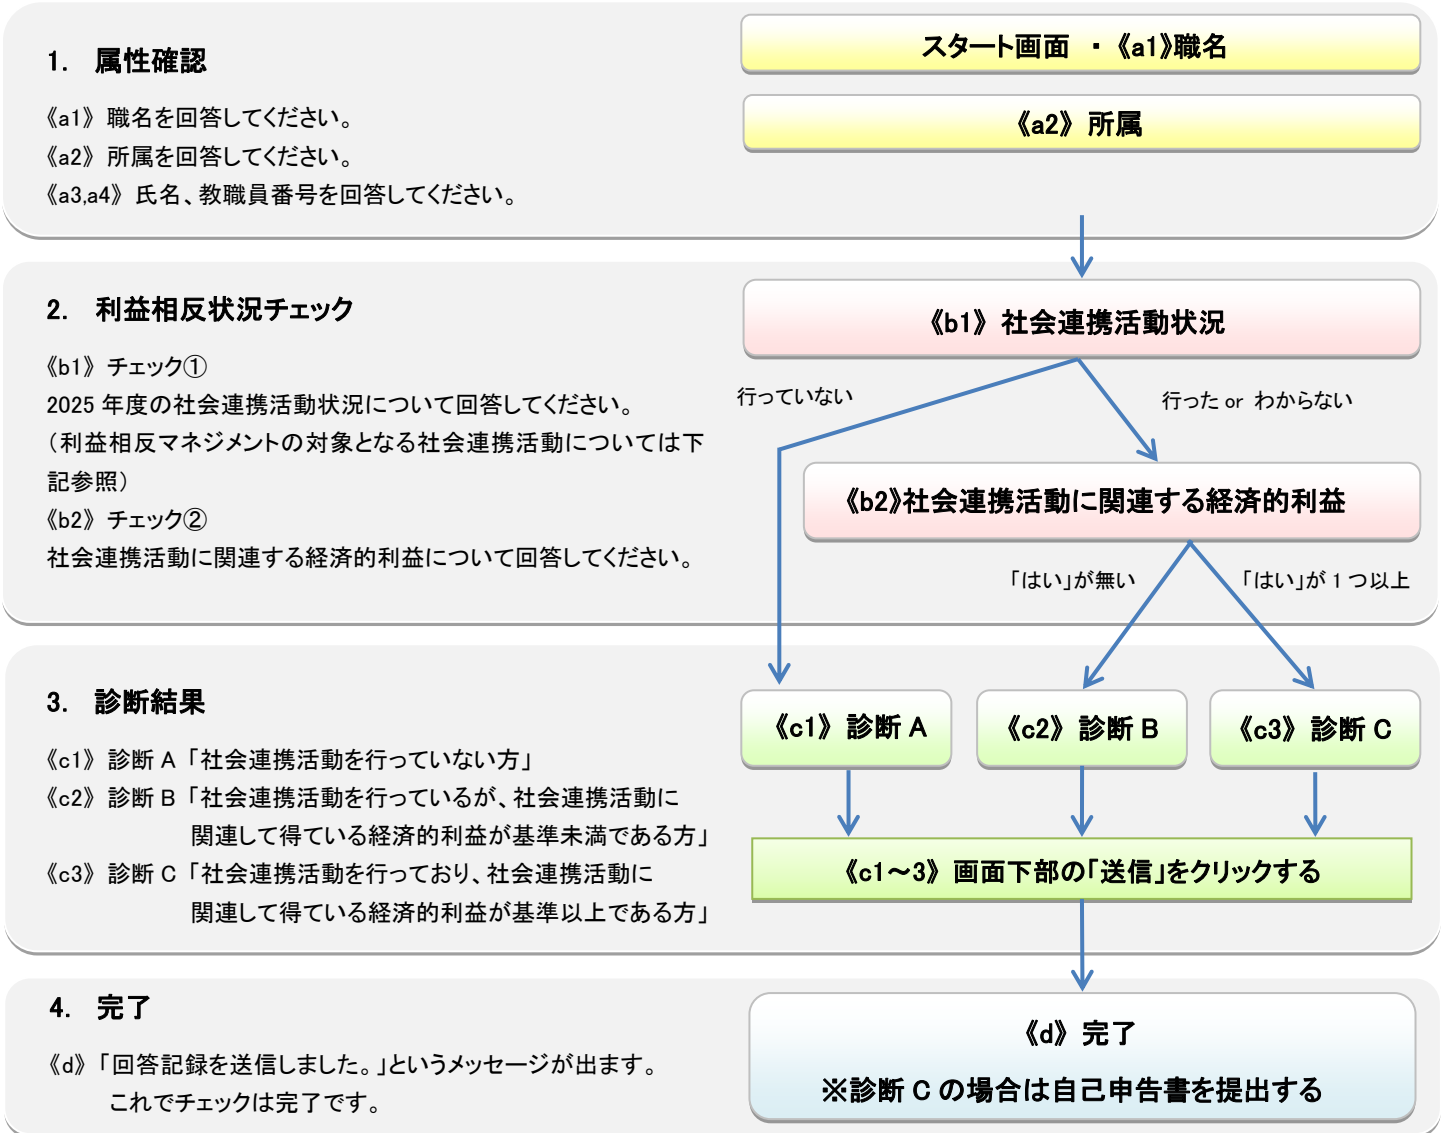 1. 属性確認
《a1》 職名を回答してください。
《a2》 所属を回答してください。
《a3,a4》 氏名、教職員番号を回答してください。
スタート画面 ・《a1》職名
《a2》 所属
2. 利益相反状況チェック
《b1》 チェック①
2025 年度の社会連携活動状況について回答してください。
（利益相反マネジメントの対象となる社会連携活動については下
記参照）
《b2》 チェック②
社会連携活動に関連する経済的利益について回答してください。
《b1》 社会連携活動状況
行っていない
行った or わからない
《b2》社会連携活動に関連する経済的利益
「はい」が無い
「はい」が 1 つ以上
3. 診断結果
《c1》 診断 A 「社会連携活動を行っていない方」
《c2》 診断 B 「社会連携活動を行っているが、社会連携活動に
関連して得ている経済的利益が基準未満である方」
《c3》 診断 C 「社会連携活動を行っており、社会連携活動に
関連して得ている経済的利益が基準以上である方」
《c1》 診断 A
《c2》 診断 B
《c3》 診断 C
《c1～3》 画面下部の「送信」をクリックする
4. 完了
《d》 「回答記録を送信しました。」というメッセージが出ます。
これでチェックは完了です。
《d》 完了
※診断 C の場合は自己申告書を提出する